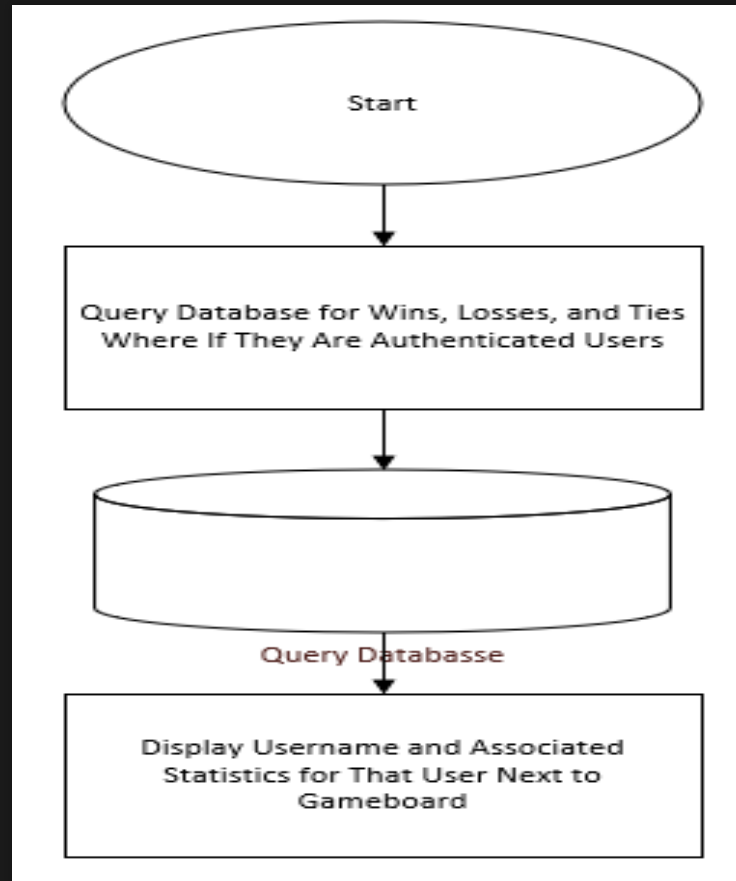 Start
Query Database for Wins, Losses, and Ties
Where If They Are Authenticated Users
Query Databasse
Display Username and Associated
Statistics for That User Next to
Gameboard